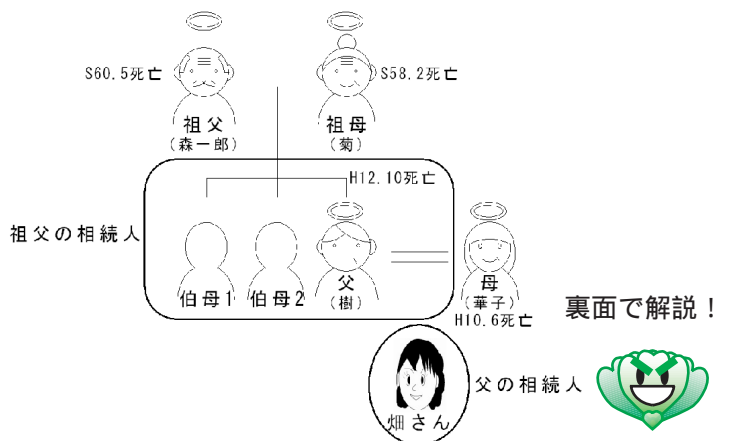 S60.5死亡
祖父
(森一郎)
祖母
(菊)
S58.2死亡
H12.10死亡
祖父の相続人
伯母1
伯母2
父
(樹)
母
(華子)
H10.6死亡
裏面で解説！
畑さん
父の相続人